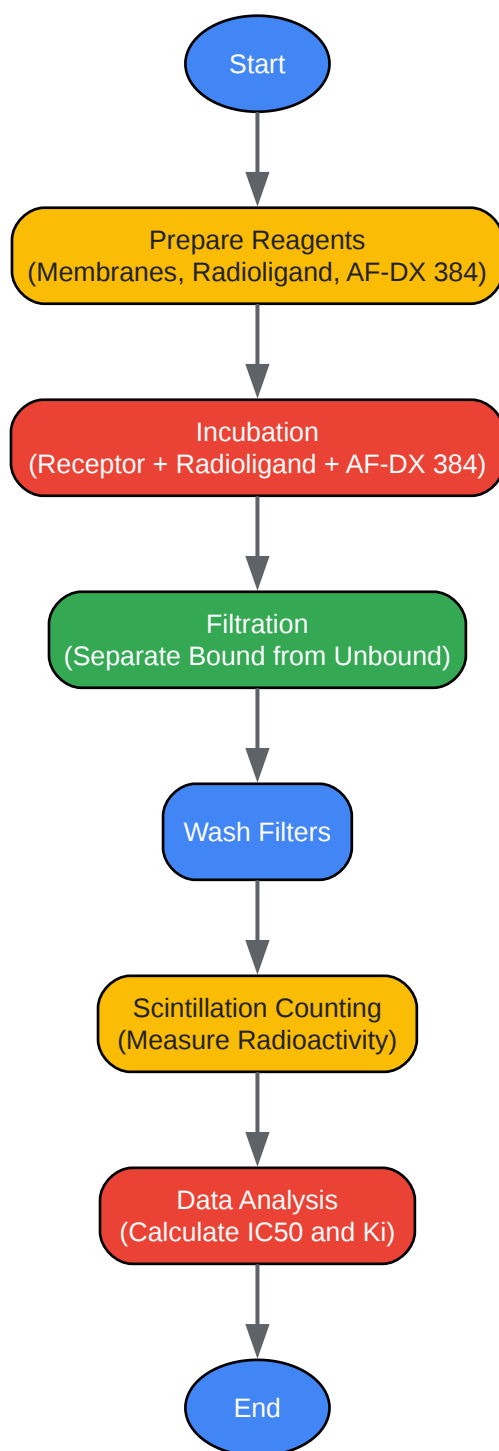 Start
Prepare Reagents
(Membranes, Radioligand, AF-DX 384)
Incubation
(Receptor + Radioligand + AF-DX 384)
Filtration
(Separate Bound from Unbound)
Wash Filters
Scintillation Counting
(Measure Radioactivity)
Data Analysis
(Calculate IC50 and Ki)
End